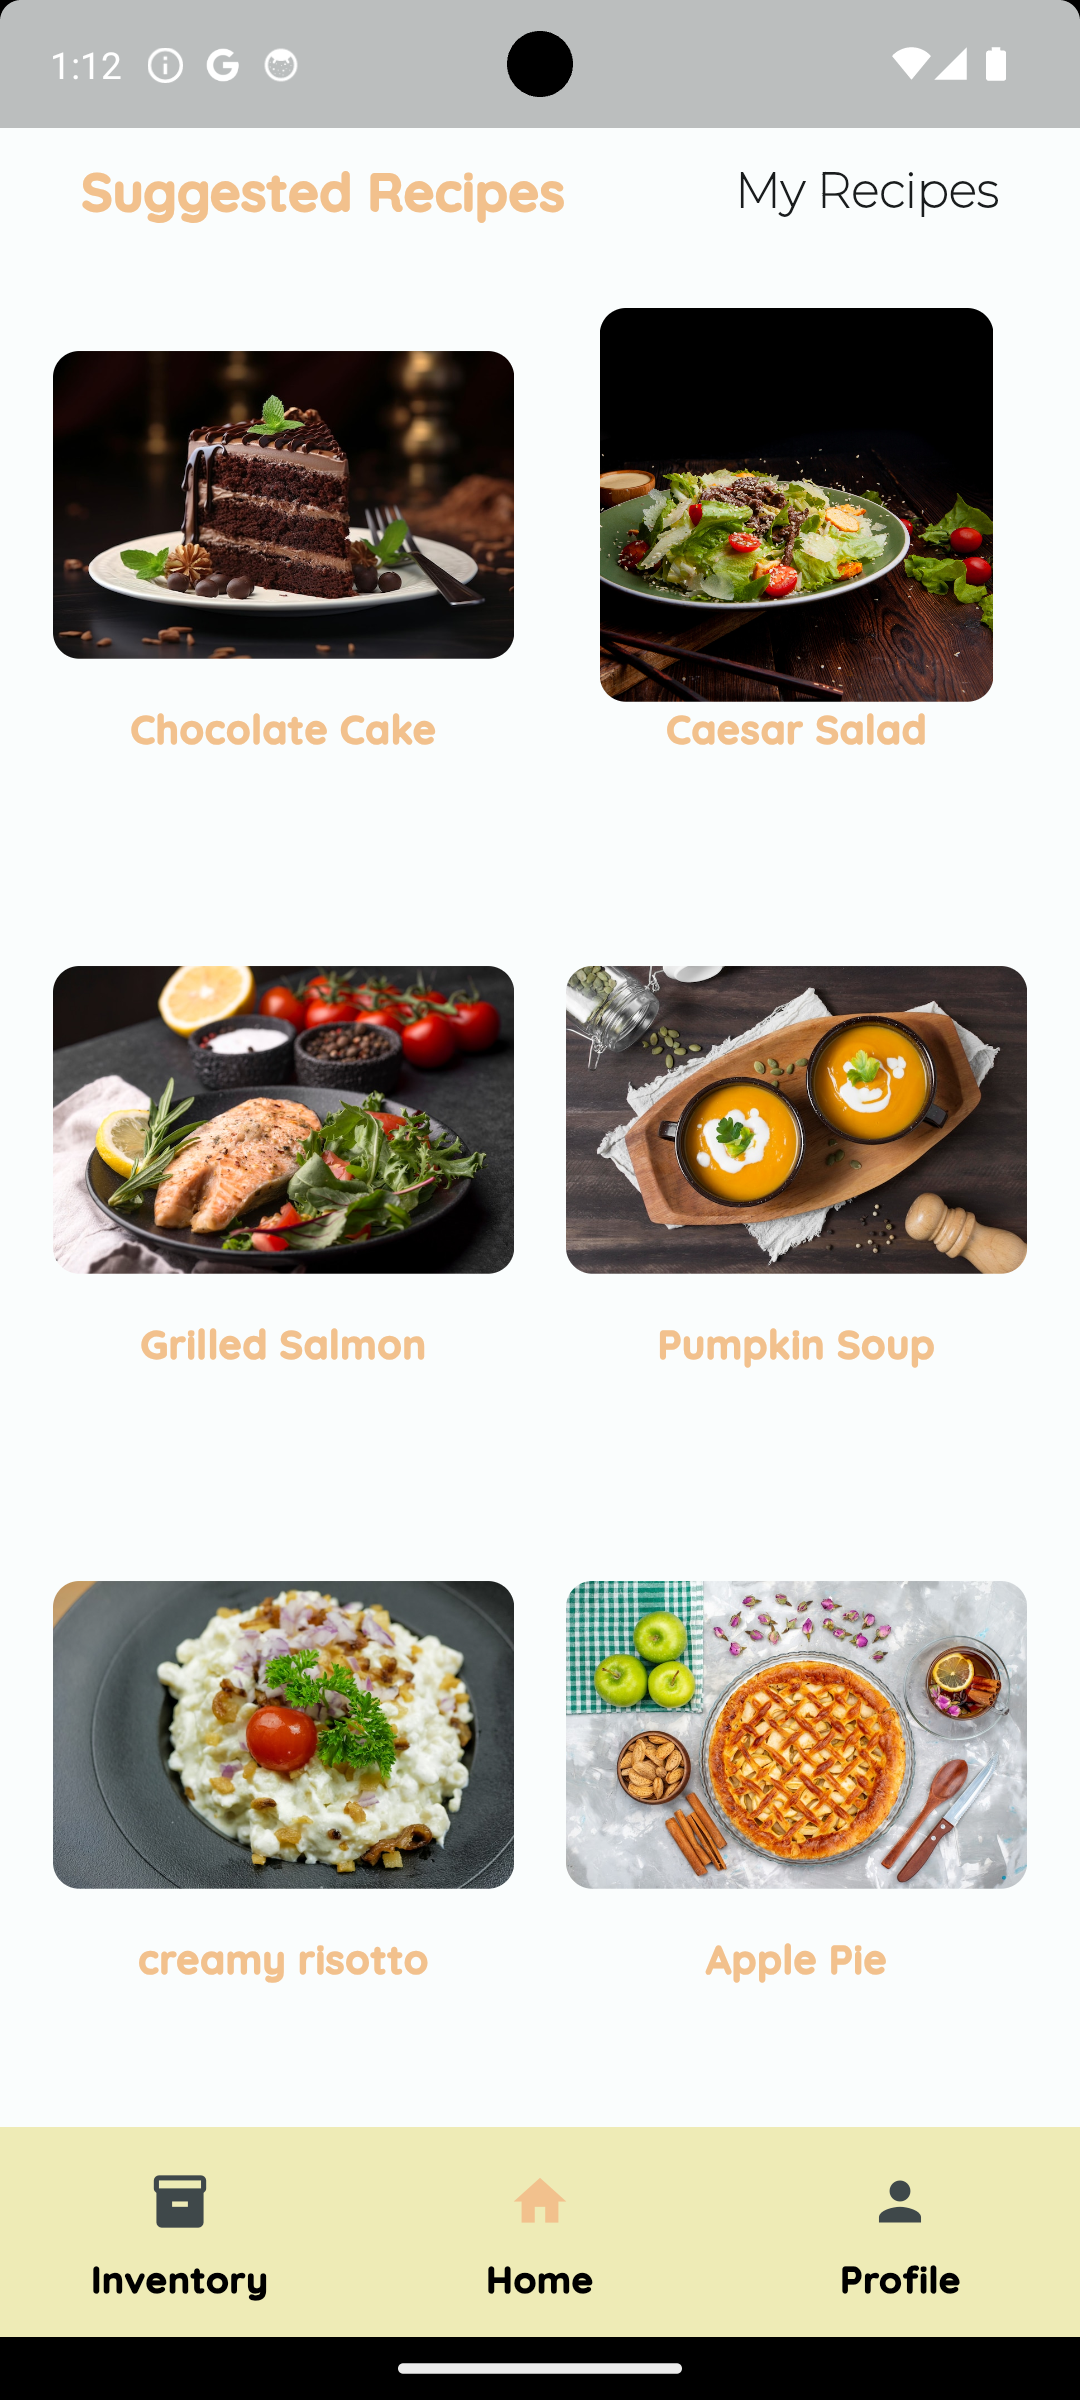 1:12
Suggested Recipes My Recipes
Chocolate Cake Caesar Salad
Grilled Salmon Pumpkin Soup
creamy risotto Apple Pie
Inventory Home Profile